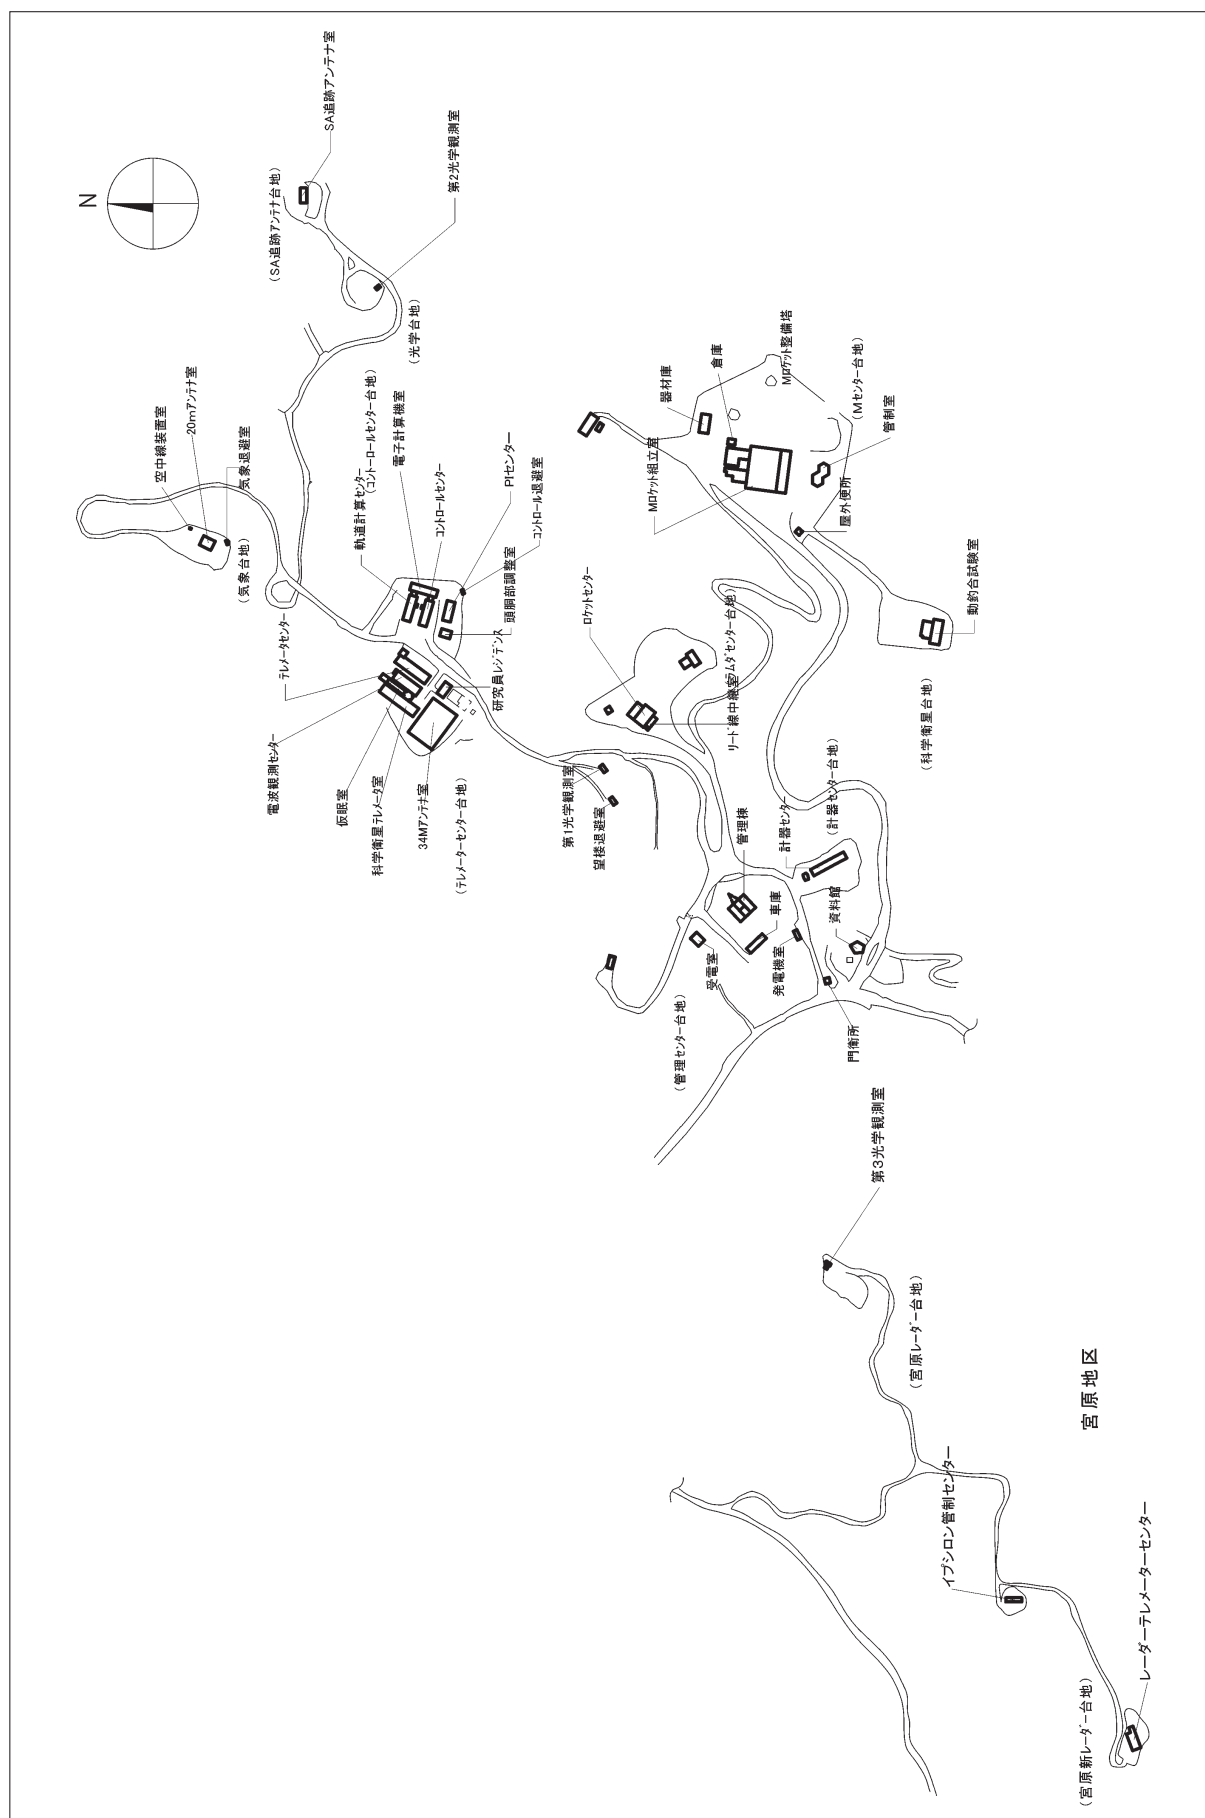 N
SA追跡アンテナ室
(SA追跡アンテナ台地)
第2光学観測室
(光学台地)
空中線装置室
20mアンテナ室
気象退避室
(気象台地)
軌道計算センター
(コントーロールセンター台地)
電子計算機室
コントロールセンター
PIセンター
コントロール退避室
頭胴部調整室
研究員レジデンス
テレメータセンター
電波観測センター
仮眠室
科学衛星テレメータ室
34Mアンテナ室
(テレメーターセンター台地)
第1光学観測室
望楼退避室
ロケットセンター
リード線中継室
ラムダセンター台地)
Mロケット組立室
器材庫
倉庫
Mロケット整備塔
(Mセンター台地)
管制室
屋外便所
動釣合試験室
(科学衛星台地)
管理棟
車庫
発電機室
受電室
(管理センター台地)
計器センター
(計器センター台地)
資料館
門衛所
第3光学観測室
(宮原レーダー台地)
宮原地区
イプシロン管制センター
レーダーテレメーターセンター
(宮原新レーダー台地)